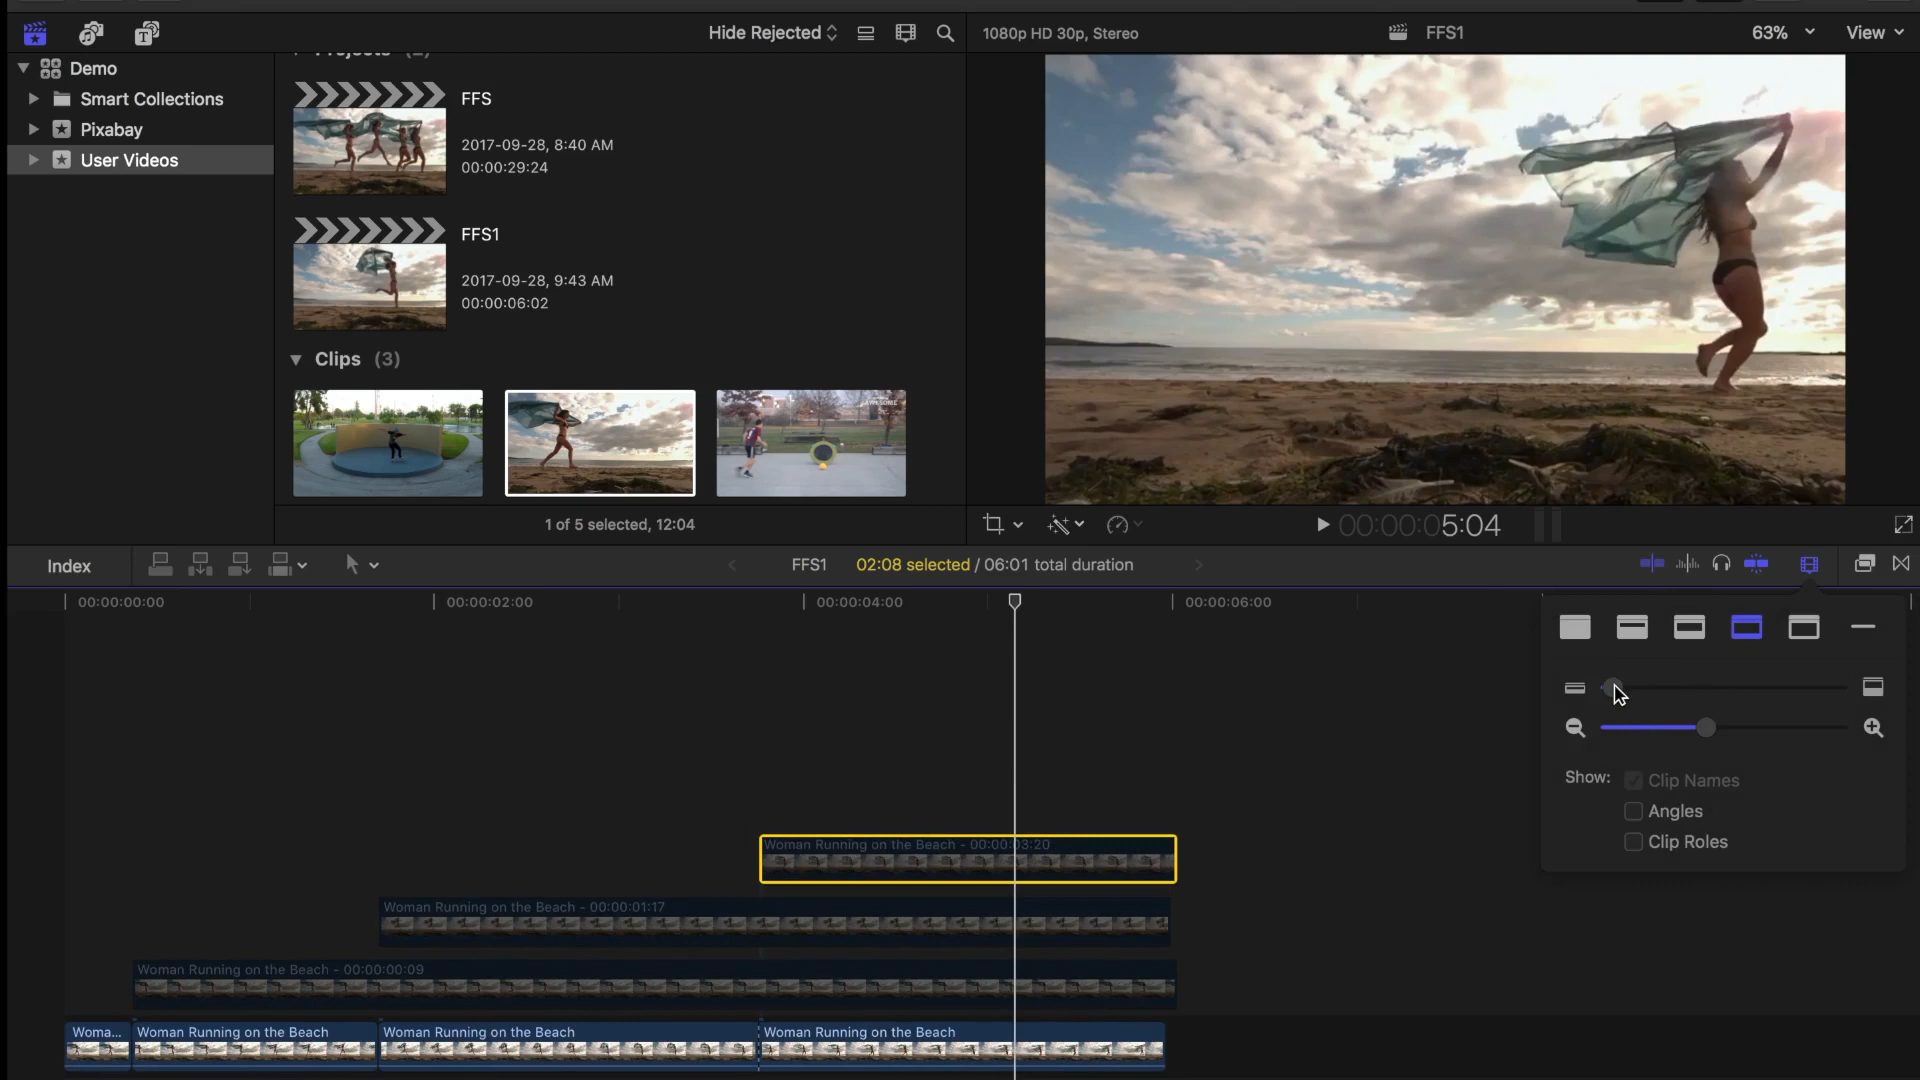 Hide Rejected
1080p HD 30p, Stereo
FFS1
63%
View
Demo
Smart Collections
Pixabay
User Videos
Projects (2)
FFS
2017-09-28, 8:40 AM
00:00:29:24
FFS1
2017-09-28, 9:43 AM
00:00:06:02
Clips (3)
1 of 5 selected, 12:04
00:00:05:04
Index
FFS1
02:08 selected / 06:01 total duration
00:00:00:00
00:00:02:00
00:00:04:00
00:00:06:00
Show:
Clip Names
Angles
Clip Roles
Woman Running on the Beach - 00:00:03:20
Woman Running on the Beach - 00:00:01:17
Woman Running on the Beach - 00:00:00:09
Woma...
Woman Running on the Beach
Woman Running on the Beach
Woman Running on the Beach